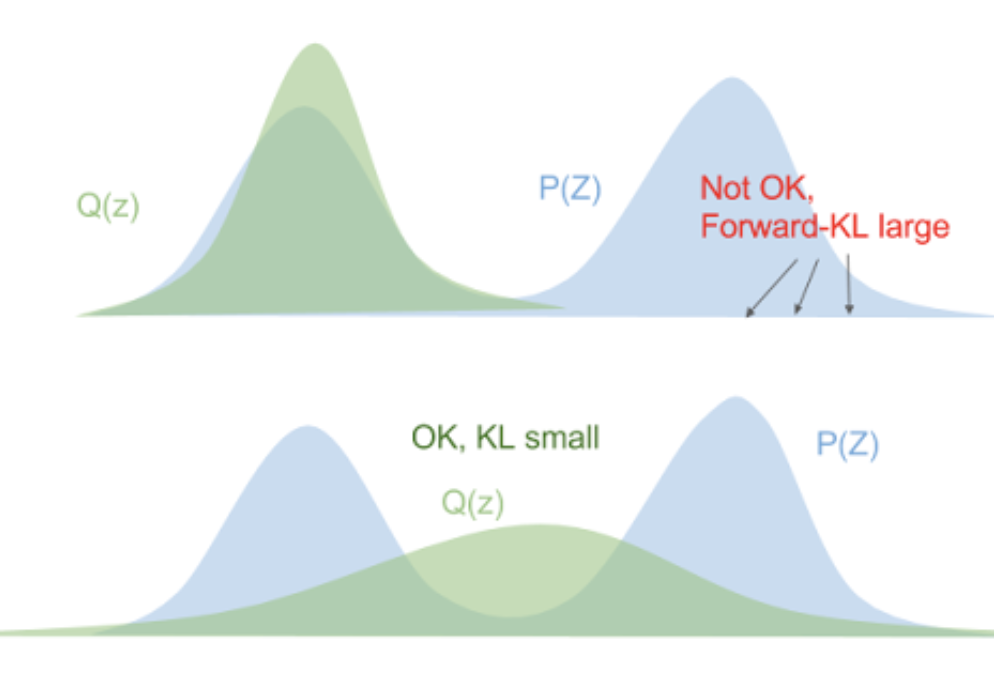 Q(z)
P(Z)
Not OK,
Forward-KL large
OK, KL small
P(Z)
Q(z)